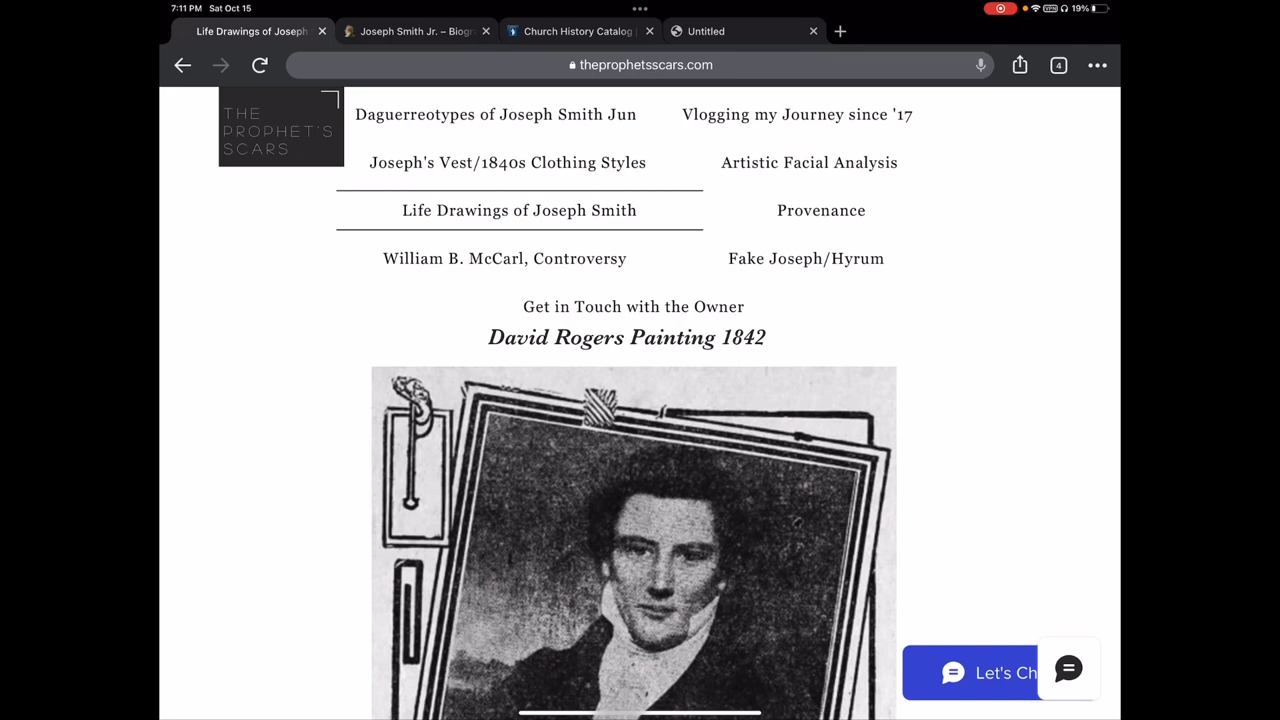 7:11 PM Sat Oct 15
VPN 19%
Life Drawings of Joseph
Joseph Smith Jr. – Biogr
Church History Catalog
Untitled
theprophetsscars.com
4
THE
PROPHET'S
SCARS
Daguerreotypes of Joseph Smith Jun
Vlogging my Journey since '17
Joseph's Vest/1840s Clothing Styles
Artistic Facial Analysis
Life Drawings of Joseph Smith
Provenance
William B. McCarl, Controversy
Fake Joseph/Hyrum
Get in Touch with the Owner
David Rogers Painting 1842
Let's Ch